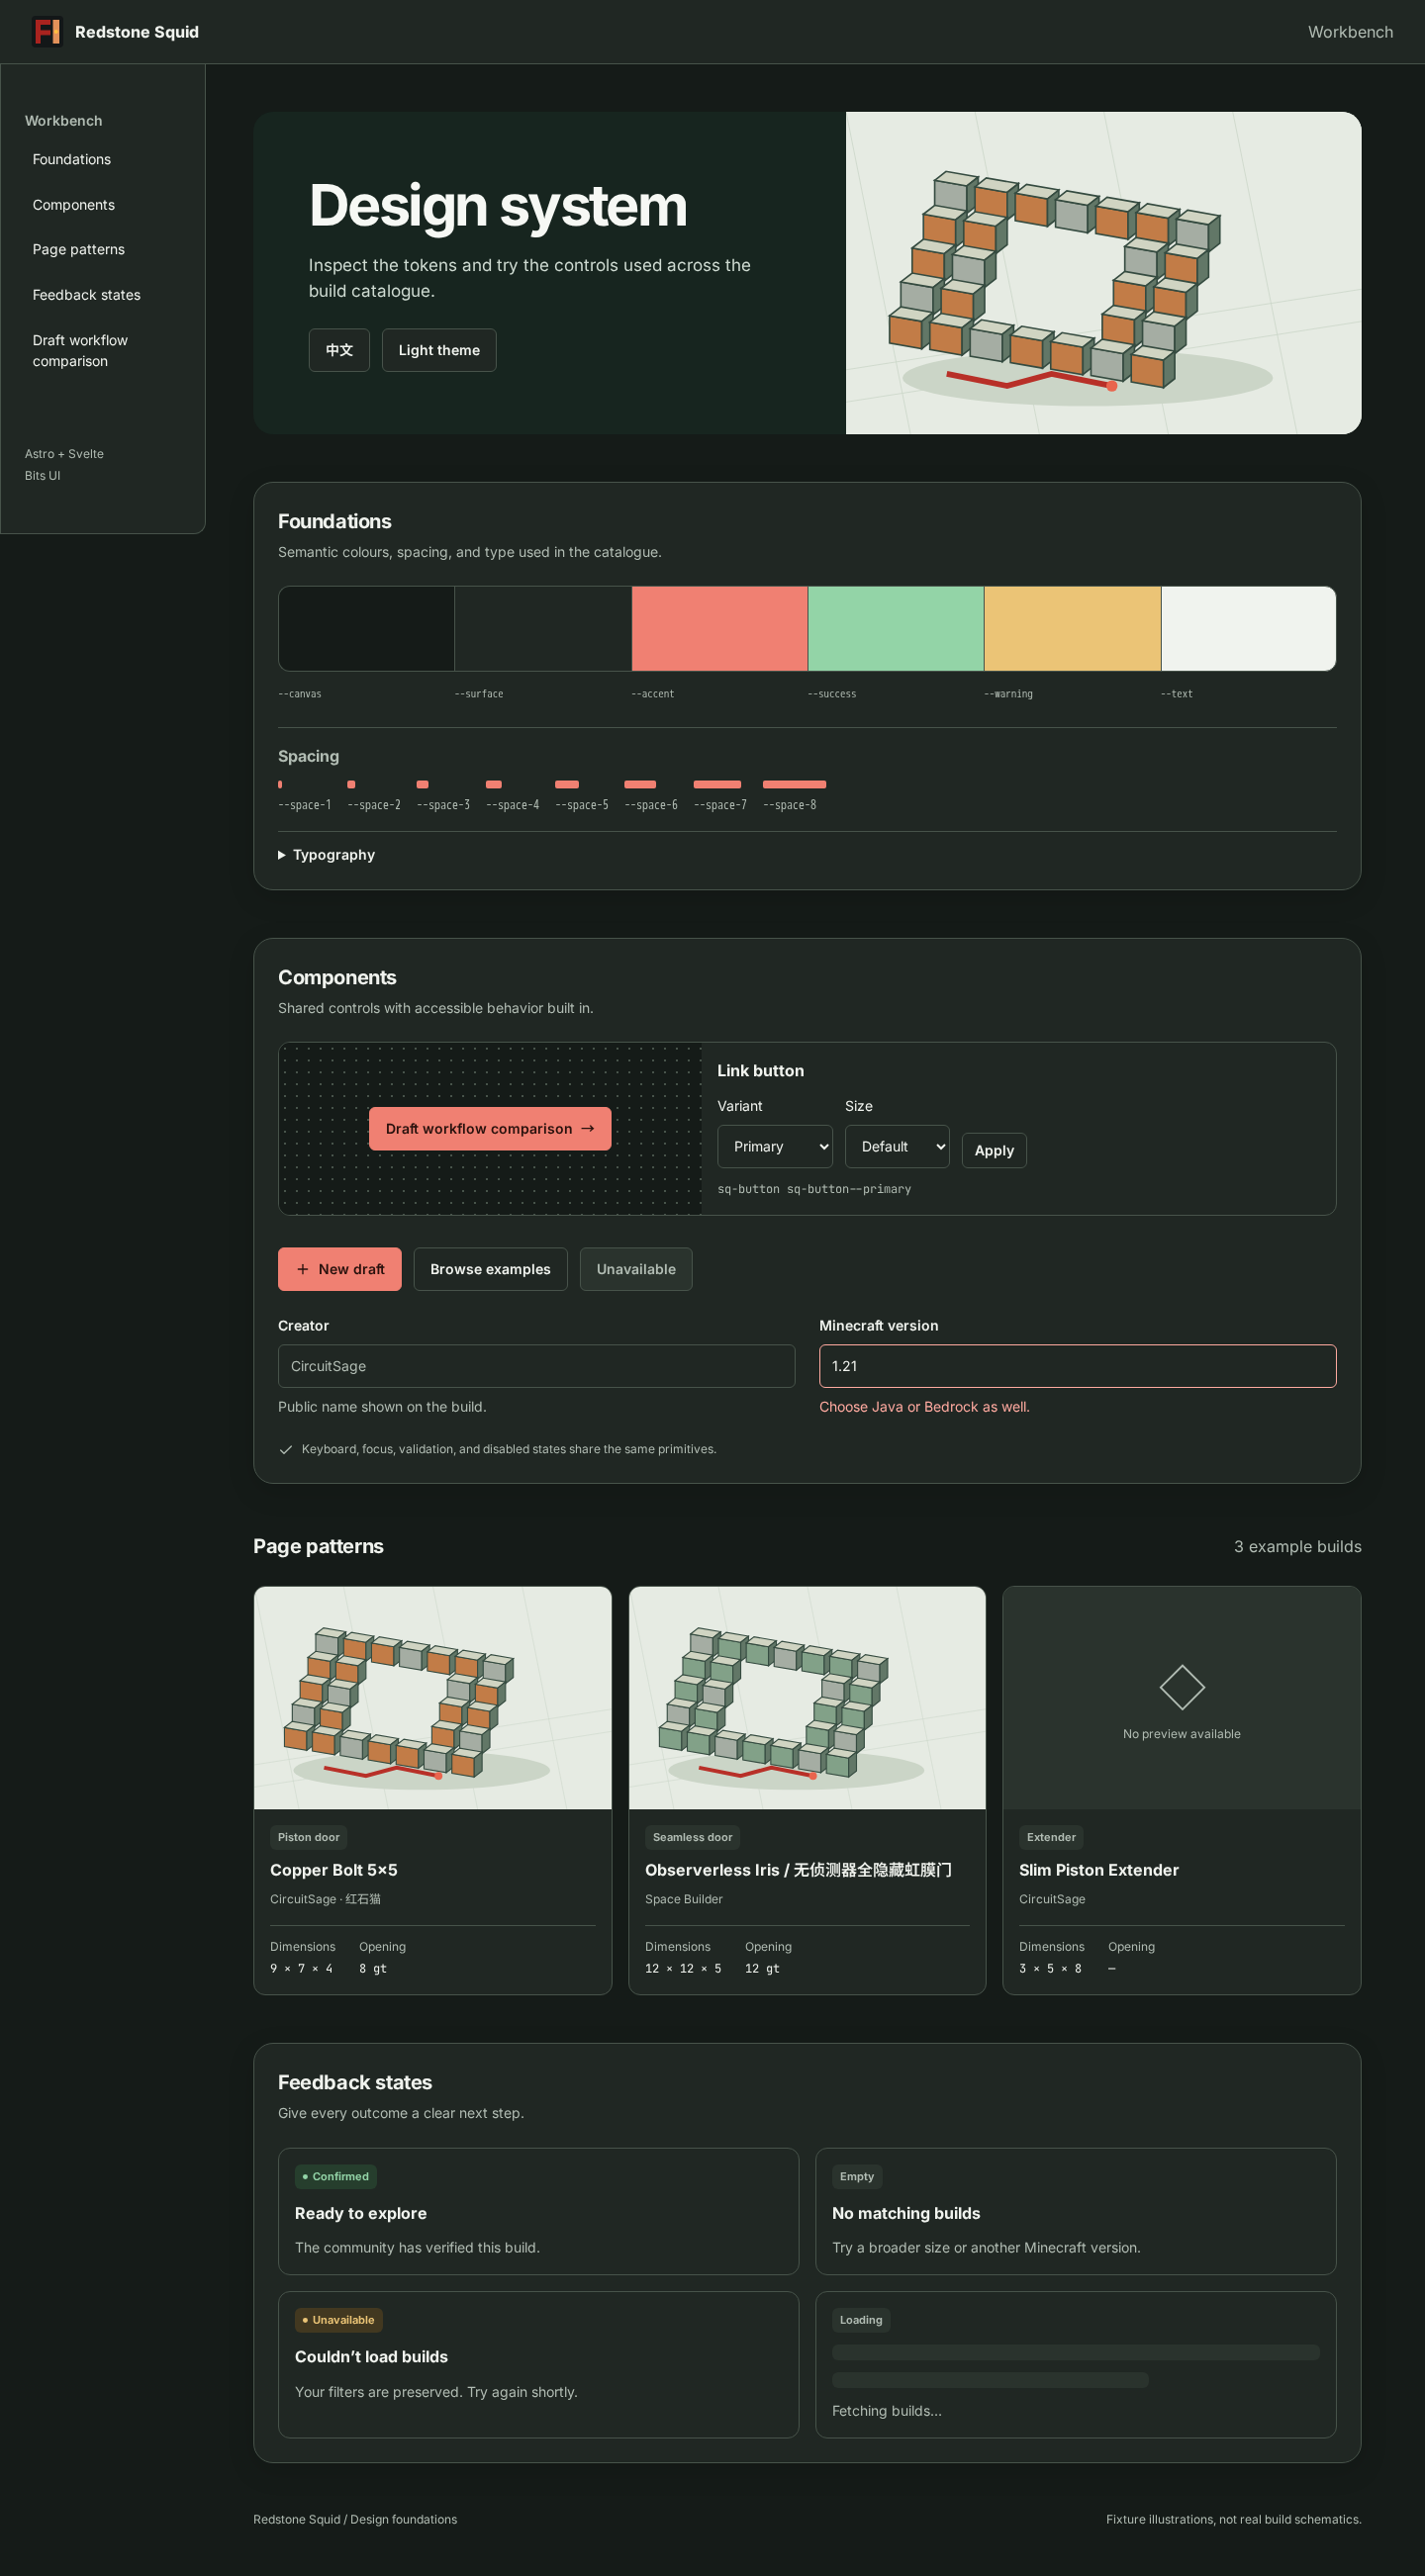 Redstone Squid
Workbench
Workbench
Foundations
Components
Page patterns
Feedback states
Draft workflow
comparison
Astro + Svelte
Bits UI
Design system
Inspect the tokens and try the controls used across the
build catalogue.
中文
Light theme
Foundations
Semantic colours, spacing, and type used in the catalogue.
--canvas
--surface
--accent
--success
--warning
--text
Spacing
--space-1
--space-2
--space-3
--space-4
--space-5
--space-6
--space-7
--space-8
Typography
Components
Shared controls with accessible behavior built in.
Draft workflow comparison →
Link button
Variant
Size
Primary
Default
Apply
sq-button sq-button--primary
+ New draft
Browse examples
Unavailable
Creator
Minecraft version
CircuitSage
1.21
Public name shown on the build.
Choose Java or Bedrock as well.
Keyboard, focus, validation, and disabled states share the same primitives.
Page patterns
3 example builds
No preview available
Piston door
Copper Bolt 5×5
CircuitSage · 红石猫
Dimensions
Opening
9 × 7 × 4
8 gt
Seamless door
Observerless Iris / 无侦测器全隐藏虹膜门
Space Builder
Dimensions
Opening
12 × 12 × 5
12 gt
Extender
Slim Piston Extender
CircuitSage
Dimensions
Opening
3 × 5 × 8
—
Feedback states
Give every outcome a clear next step.
Confirmed
Ready to explore
The community has verified this build.
Empty
No matching builds
Try a broader size or another Minecraft version.
Unavailable
Couldn’t load builds
Your filters are preserved. Try again shortly.
Loading
Fetching builds…
Redstone Squid / Design foundations
Fixture illustrations, not real build schematics.